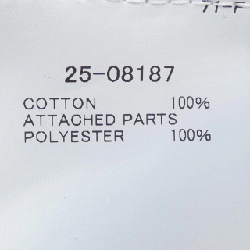 25-08187
COTTON 100%
ATTACHED PARTS
POLYESTER 100%